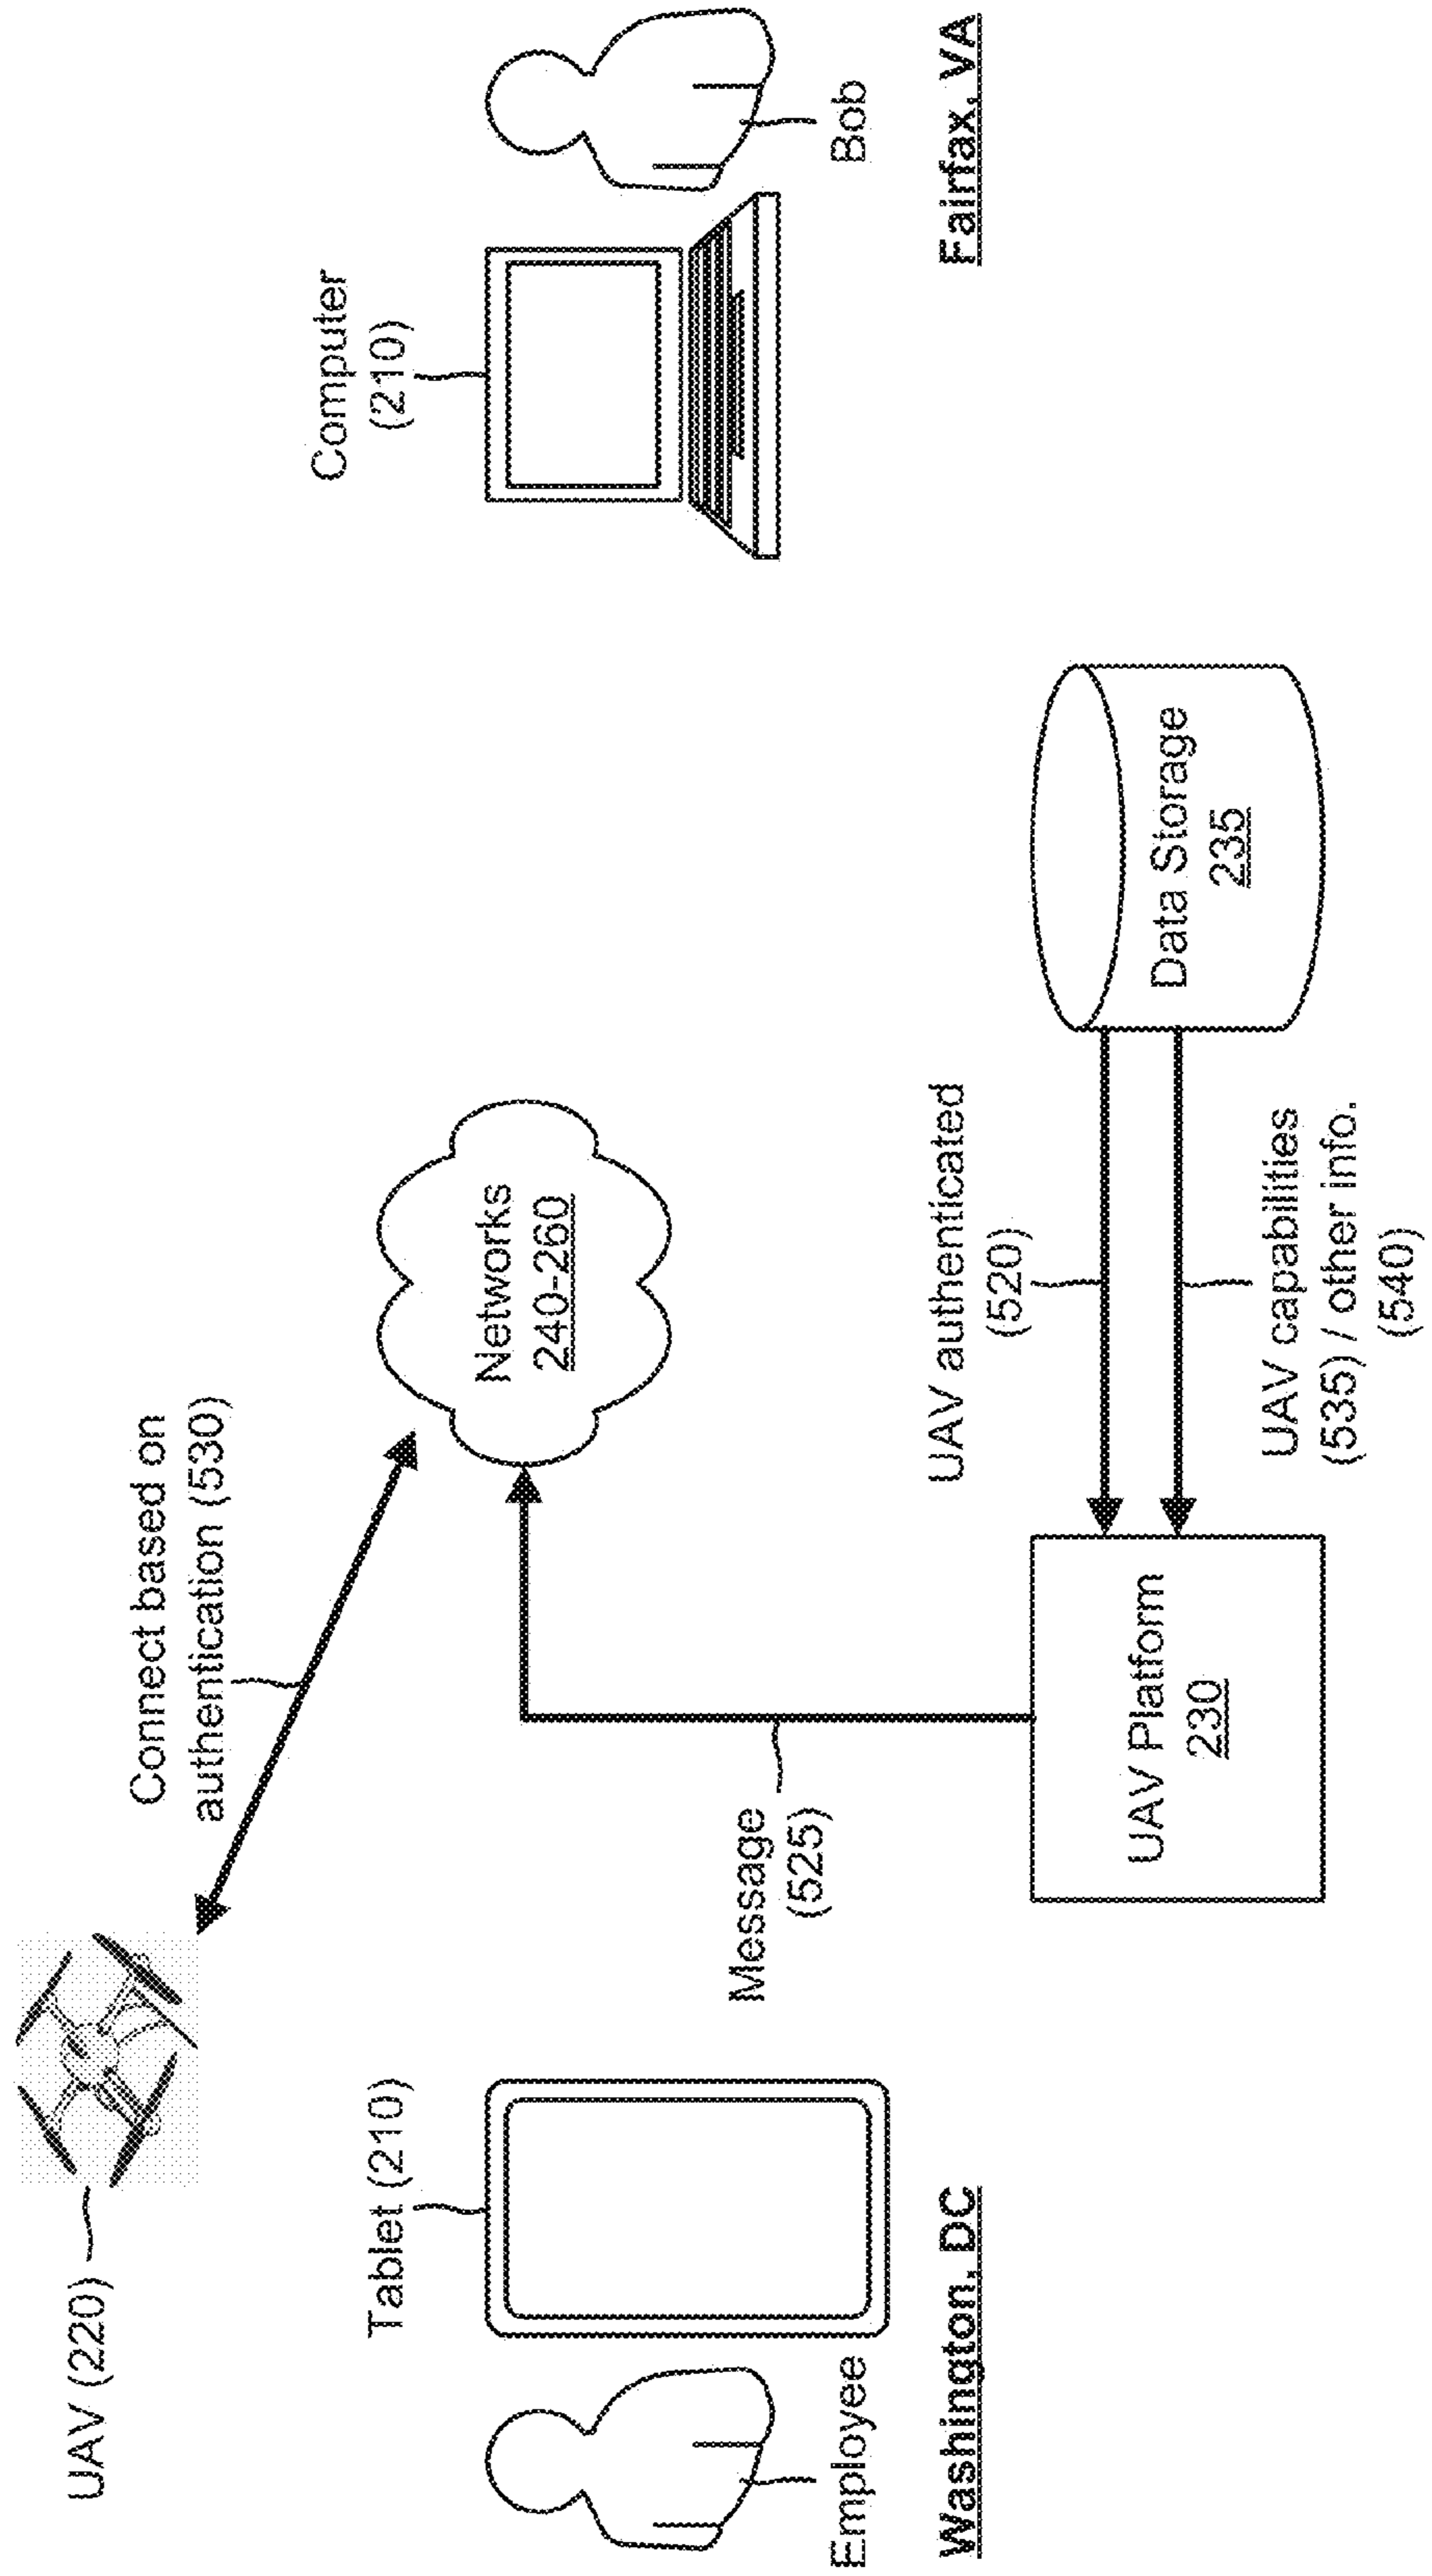 UAV (220)
Connect based on
authentication (530)
Tablet (210)
Computer
(210)
Networks
240-260
Employee
Message
(525)
Bob
Washington, DC
UAV authenticated
(520)
Fairfax, VA
UAV Platform
230
Data Storage
235
UAV capabilities
(535) / other info.
(540)